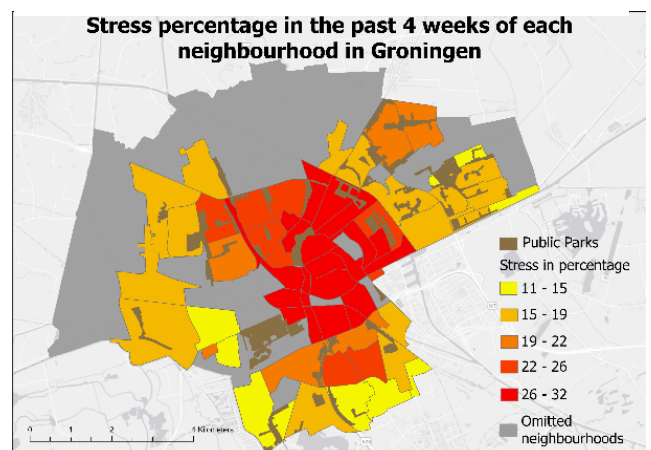 Stress percentage in the past 4 weeks of each
neighbourhood in Groningen
Public Parks
Stress in percentage
11 - 15
15 - 19
19 - 22
22 - 26
26 - 32
Omitted
neighbourhoods
0 1 2 4 Kilometers